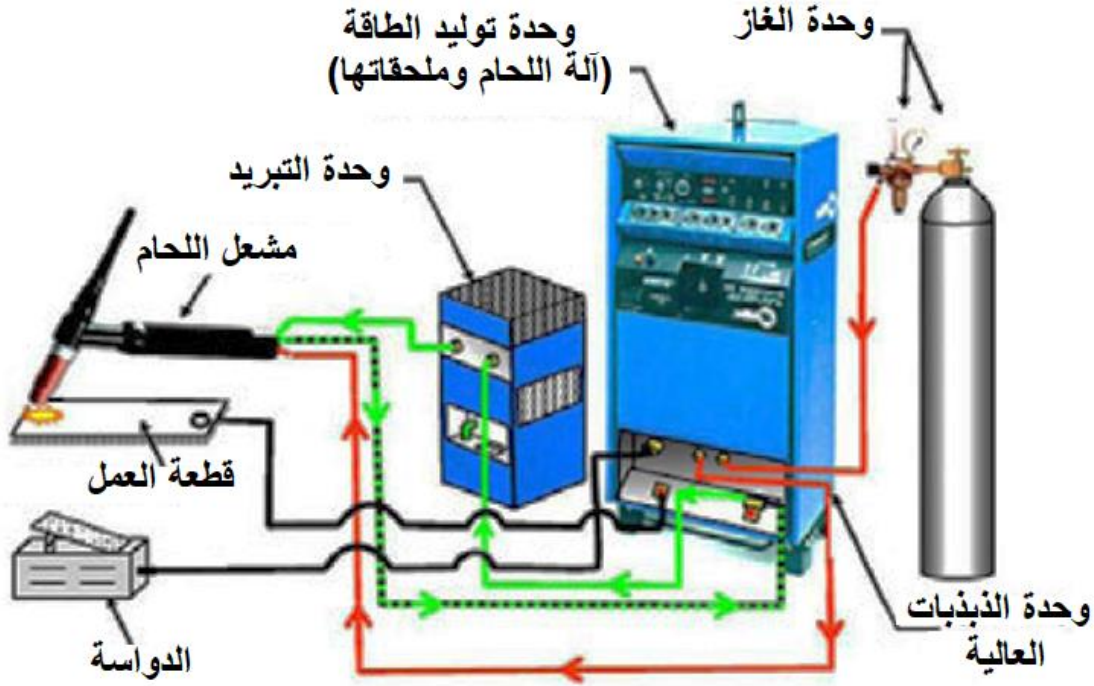 وحدة الغاز
وحدة توليد الطاقة
(آلة اللحام وملحقاتها)
وحدة التبريد
مشعل اللحام
قطعة العمل
وحدة الذبذبات
العالية
الدواسة